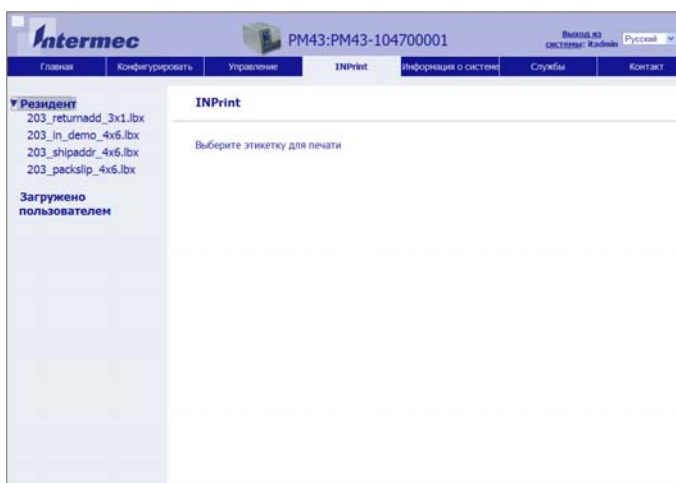 Intermec
PM43:PM43-104700001
Выход из
системы: itadmin
Русский
Главная
Конфигурировать
Управление
INPrint
Информация о системе
Службы
Контакт
Резидент
203_returnadd_3x1.lbx
203_in_demo_4x6.lbx
203_shipaddr_4x6.lbx
203_packslip_4x6.lbx
Загружено
пользователем
INPrint
Выберите этикетку для печати